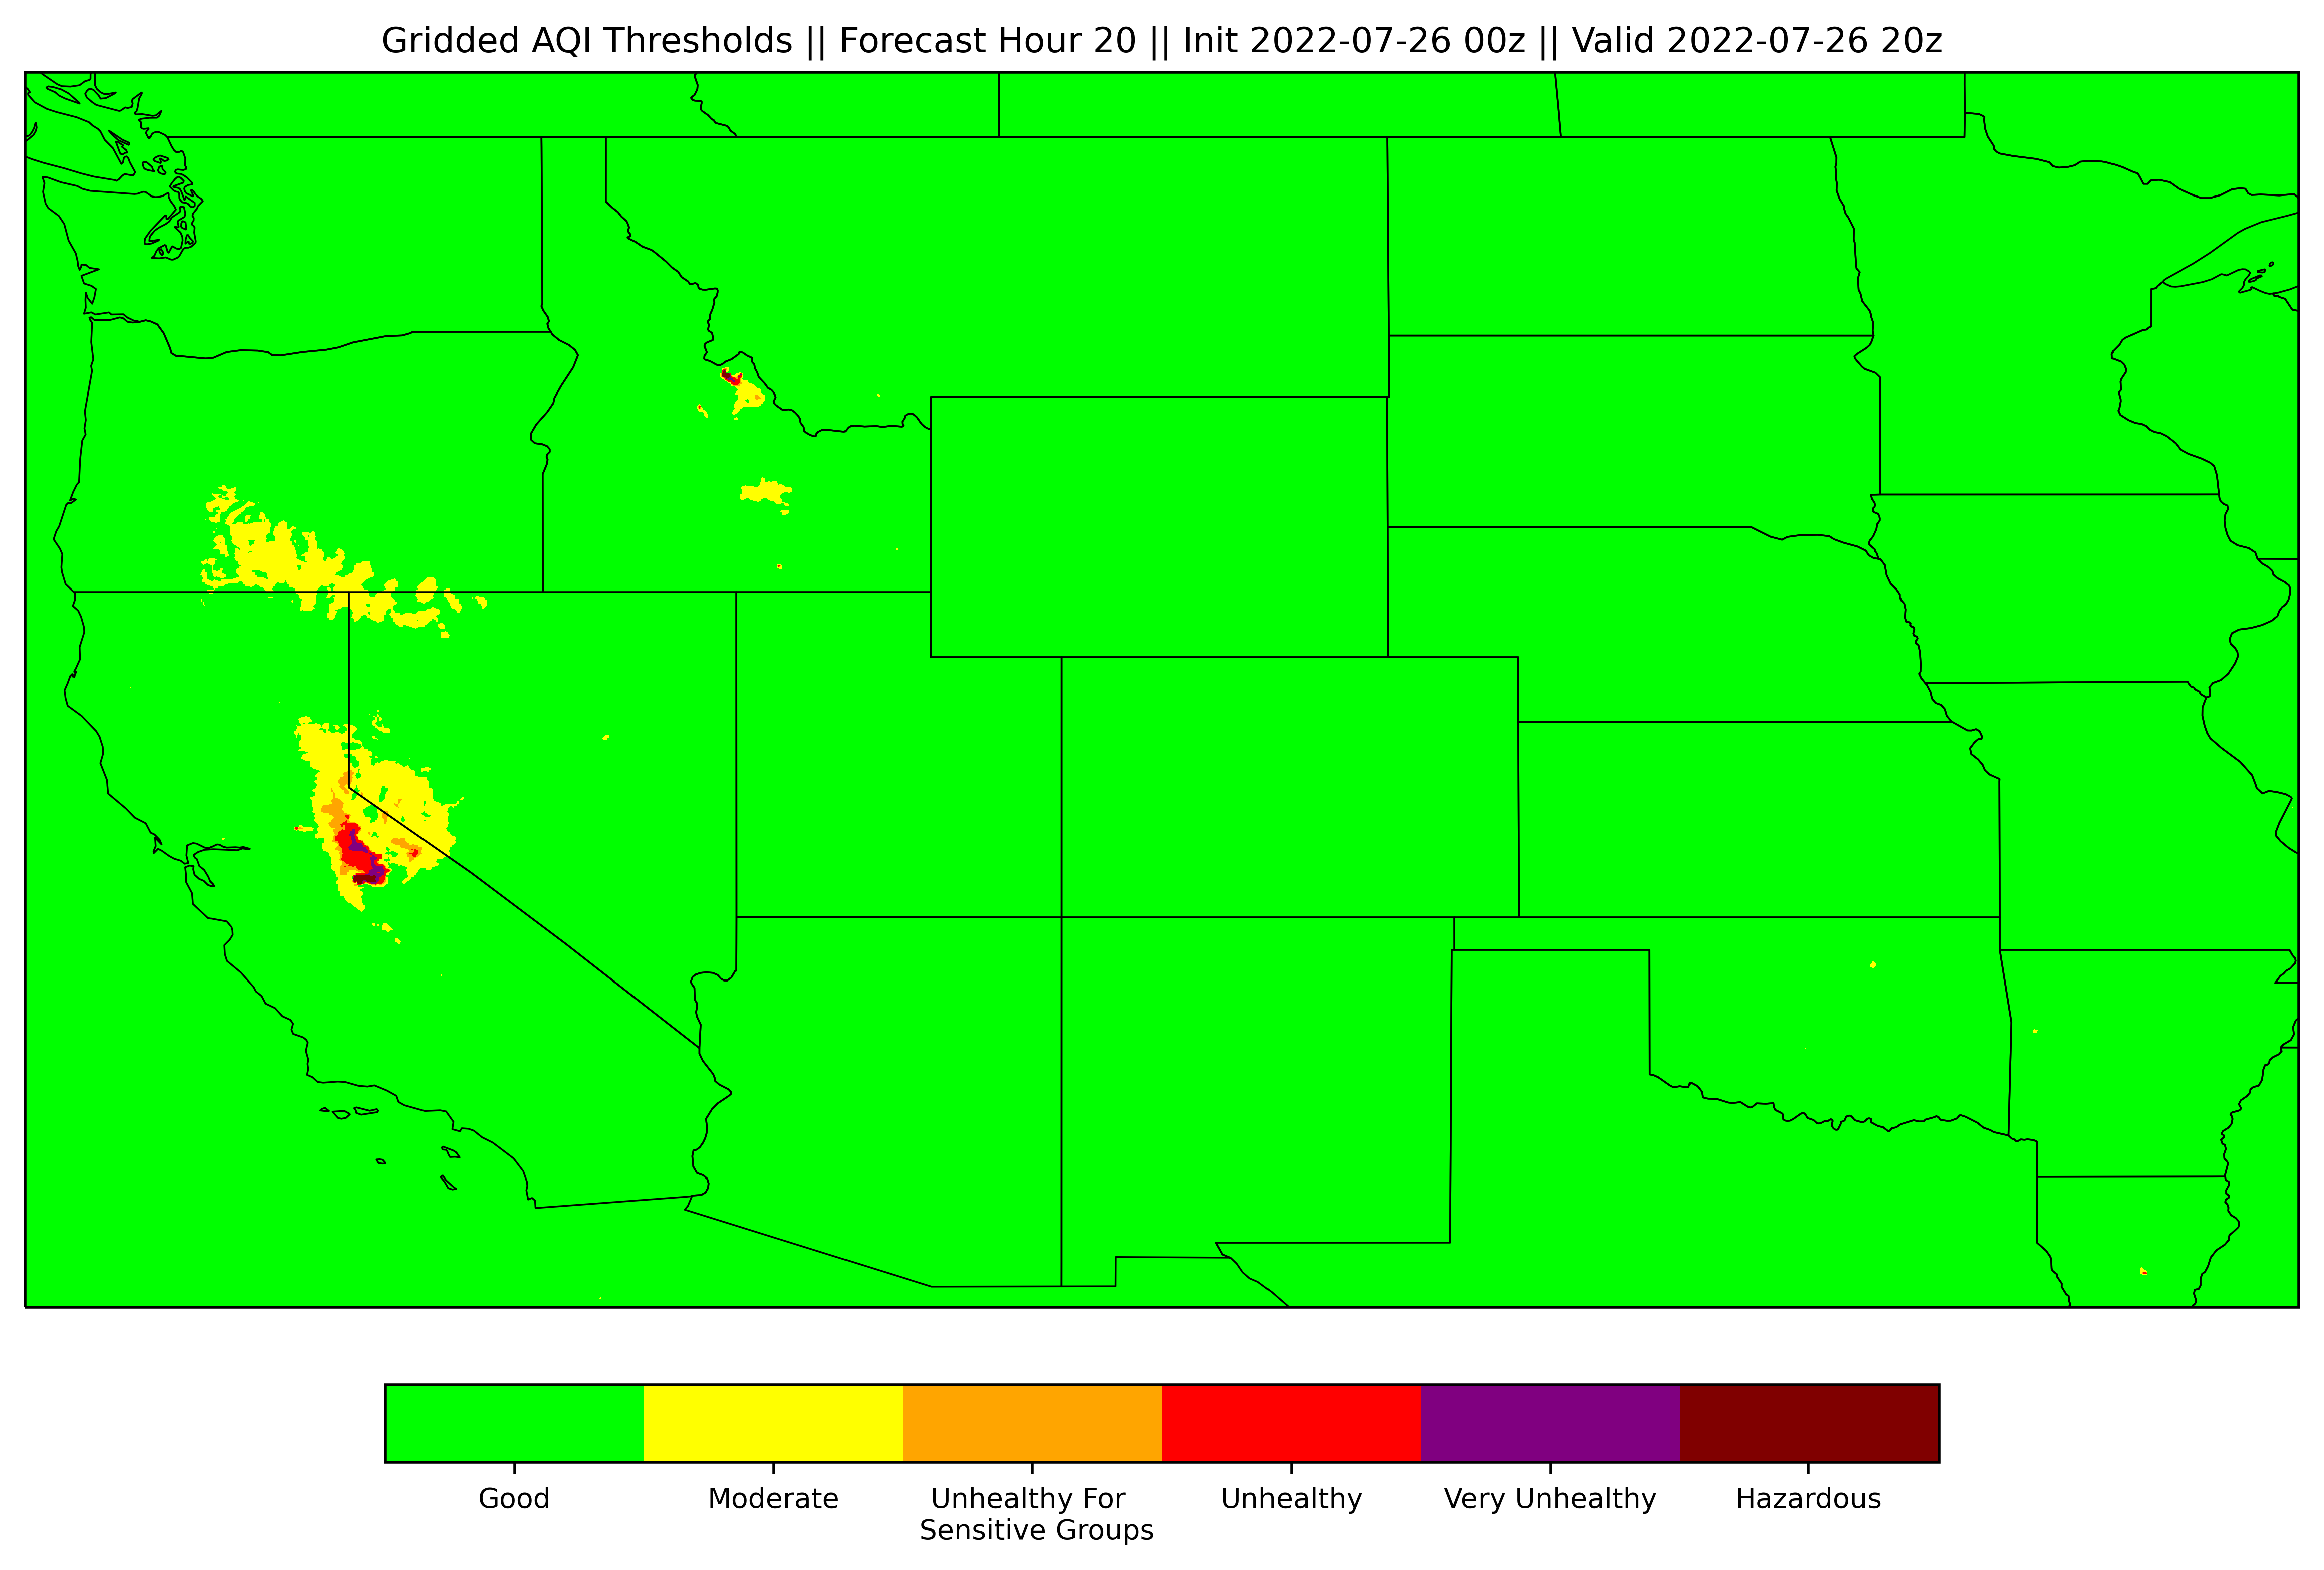 Gridded AQI Thresholds || Forecast Hour 20 || Init 2022-07-26 00z || Valid 2022-07-26 20z
Good
Moderate
Unhealthy For
Sensitive Groups
Unhealthy
Very Unhealthy
Hazardous